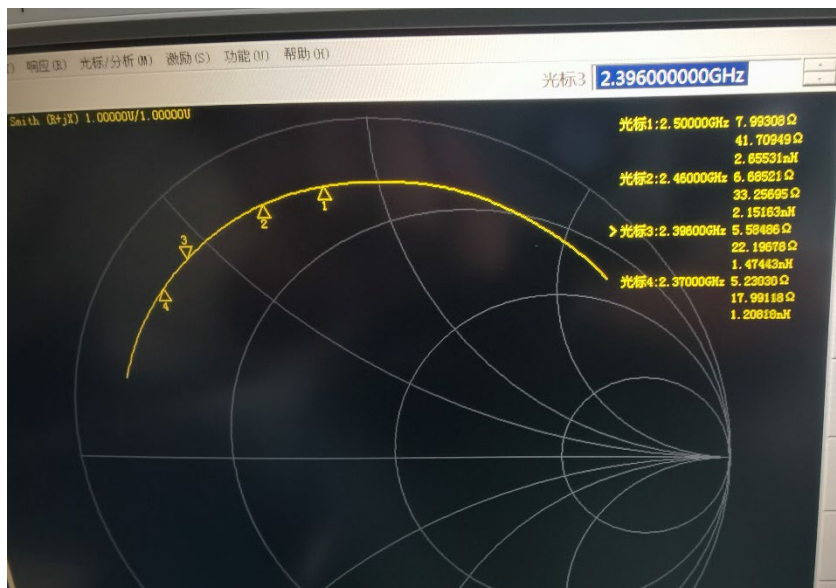 响应(R) 光标/分析(M) 激励(S) 功能(U) 帮助(H)
光标3 2.396000000GHz
Smith (R+jX) 1.00000U/1.00000U
光标1:2.50000GHz 7.99308Ω
41.70949Ω
2.65531nH
光标2:2.46000GHz 6.68521Ω
33.25695Ω
2.15163nH
>光标3:2.39600GHz 5.58486Ω
22.19678Ω
1.47443nH
光标4:2.37000GHz 5.23030Ω
17.99118Ω
1.20818nH
1
2
3
4